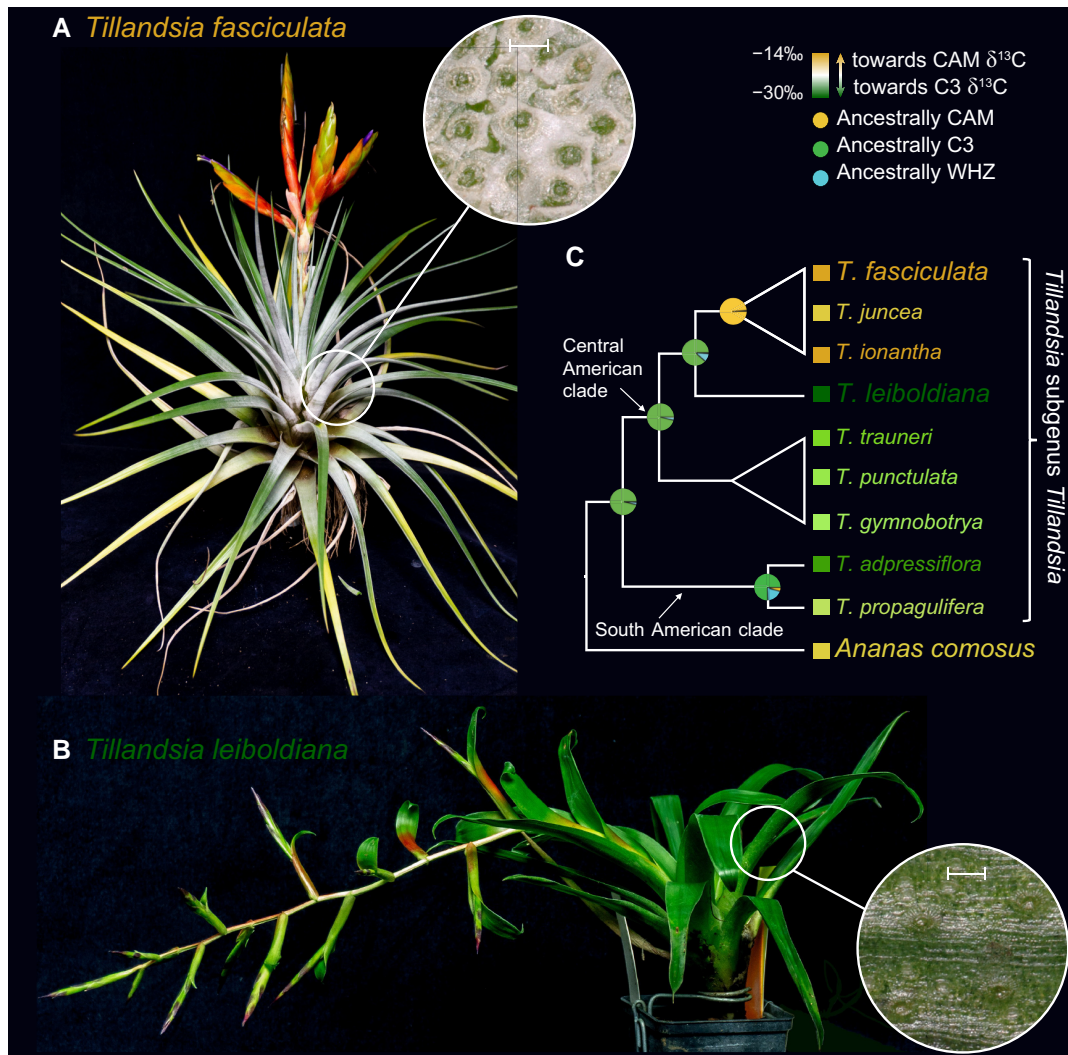 A Tillandsia fasciculata
−14‰
towards CAM δ¹³C
towards C3 δ¹³C
−30‰
Ancestrally CAM
Ancestrally C3
Ancestrally WHZ
C
T. fasciculata
T. juncea
Central
American
clade
T. ionantha
T. leiboldiana
T. trauneri
T. punctulata
T. gymnobotrya
T. adpressiflora
T. propagulifera
South American clade
Ananas comosus
Tillandsia subgenus Tillandsia
B Tillandsia leiboldiana